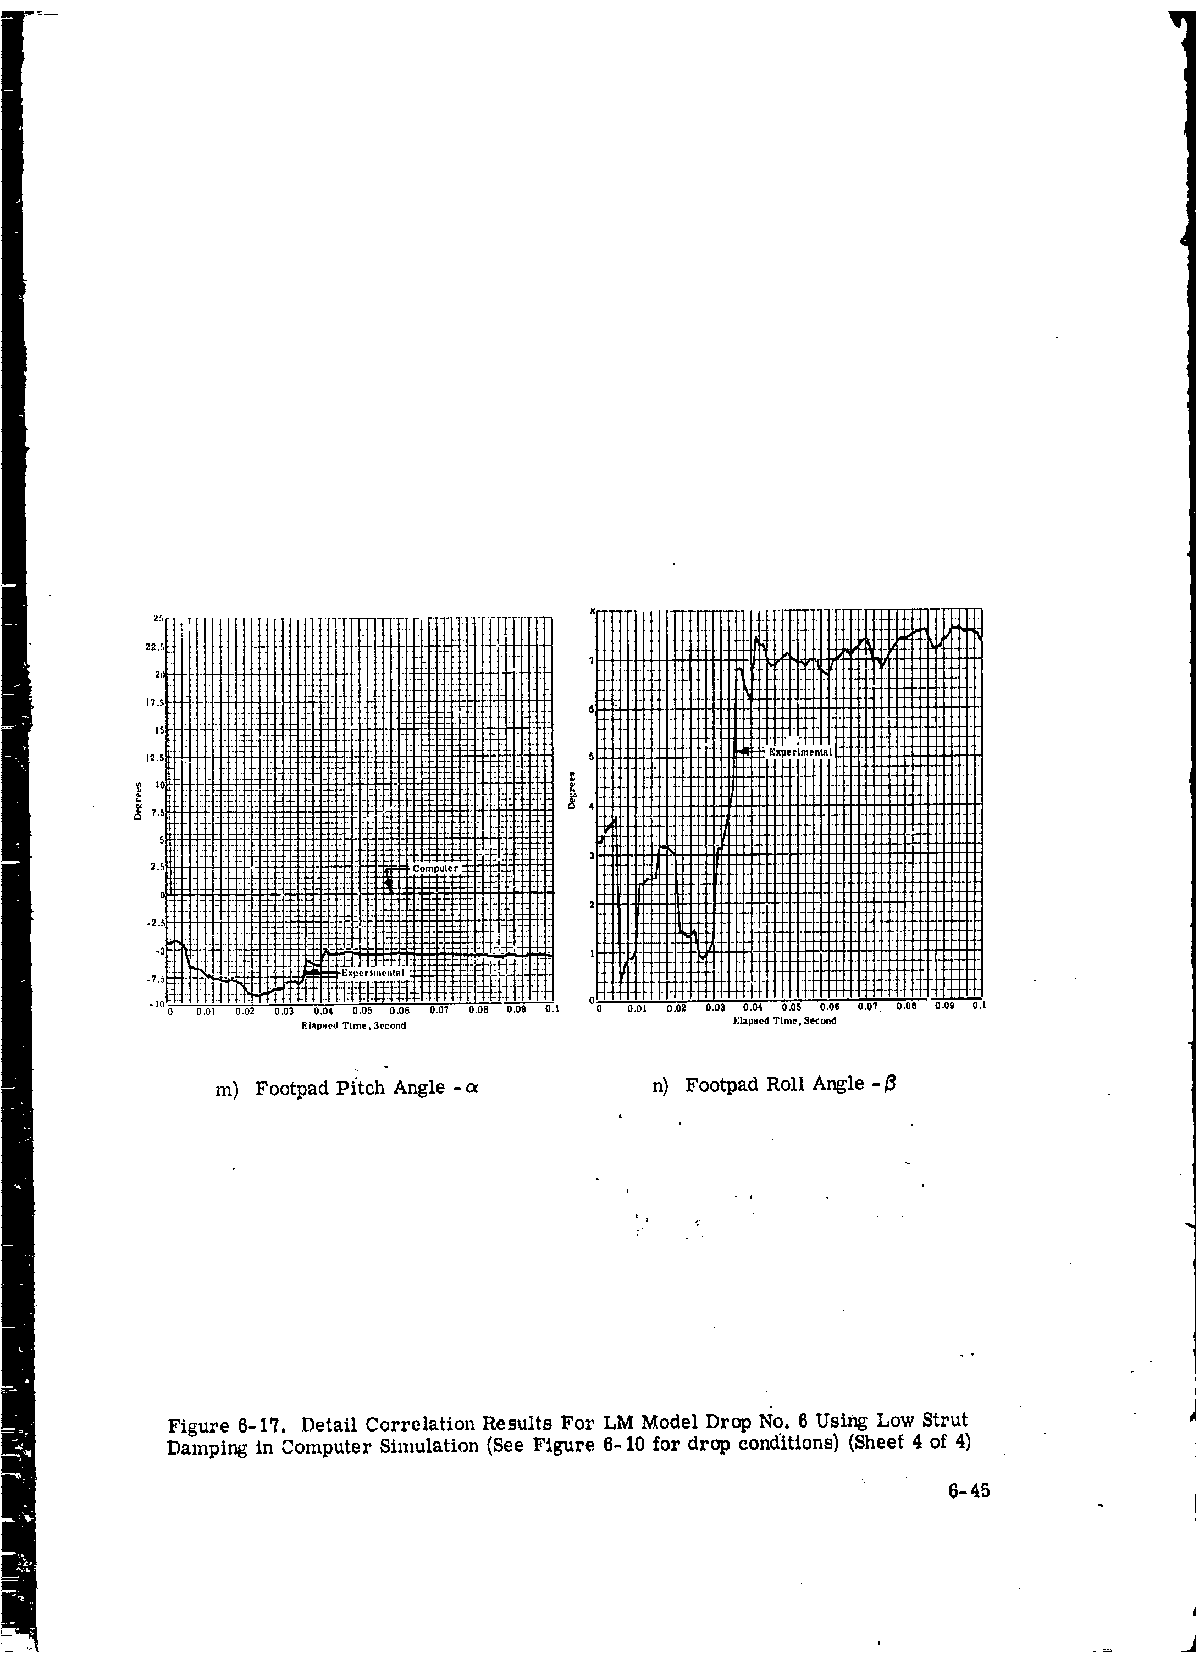 25
22.5
20
17.5
15
12.5
10
7.5
5
2.5
0
-2.5
-5
-7.5
-10
Degrees
Computer
Experimental
0 0.01 0.02 0.03 0.04 0.05 0.06 0.07 0.08 0.09 0.1
Elapsed Time, Second
m) Footpad Pitch Angle - α
8
7
6
5
4
3
2
1
0
Degrees
Experimental
0 0.01 0.02 0.03 0.04 0.05 0.06 0.07 0.08 0.09 0.1
Elapsed Time, Second
n) Footpad Roll Angle - β
Figure 6-17. Detail Correlation Results For LM Model Drop No. 6 Using Low Strut
Damping in Computer Simulation (See Figure 6-10 for drop conditions) (Sheet 4 of 4)
6-45